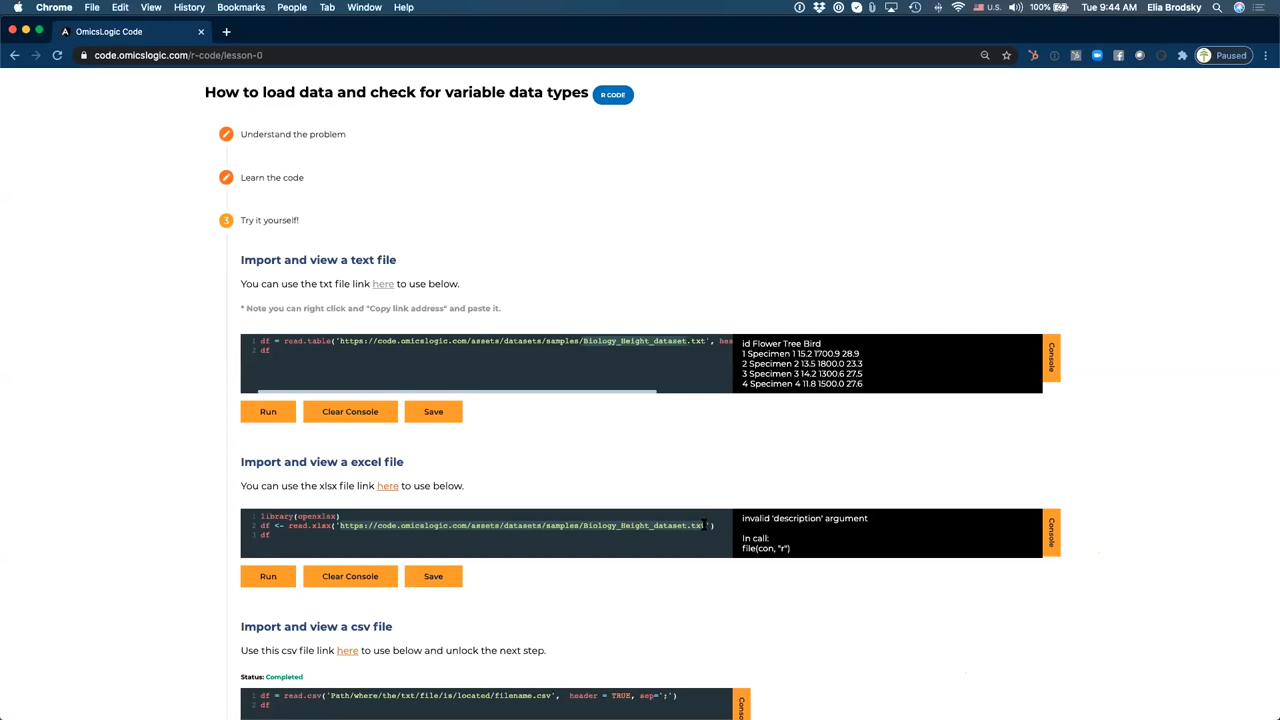 Chrome File Edit View History Bookmarks People Tab Window Help 100% U.S. Tue 9:44 AM Elia Brodsky
OmicsLogic Code
code.omicslogic.com/r-code/lesson-0 Paused
How to load data and check for variable data types R CODE
Understand the problem
Learn the code
3 Try it yourself!
Import and view a text file
You can use the txt file link here to use below.
* Note you can right click and "Copy link address" and paste it.
1 df = read.table('https://code.omicslogic.com/assets/datasets/samples/Biology_Height_dataset.txt', hea
2 df
id Flower Tree Bird
1 Specimen 1 15.2 1700.9 28.9
2 Specimen 2 13.5 1800.0 23.3
3 Specimen 3 14.2 1300.6 27.5
4 Specimen 4 11.8 1500.0 27.6
Console
Run Clear Console Save
Import and view a excel file
You can use the xlsx file link here to use below.
1 library(openxlsx)
2 df <- read.xlsx('https://code.omicslogic.com/assets/datasets/samples/Biology_Height_dataset.txt')
3 df
invalid 'description' argument
In call:
file(con, "r")
Console
Run Clear Console Save
Import and view a csv file
Use this csv file link here to use below and unlock the next step.
Status: Completed
1 df = read.csv('Path/where/the/txt/file/is/located/filename.csv', header = TRUE, sep=';')
2 df